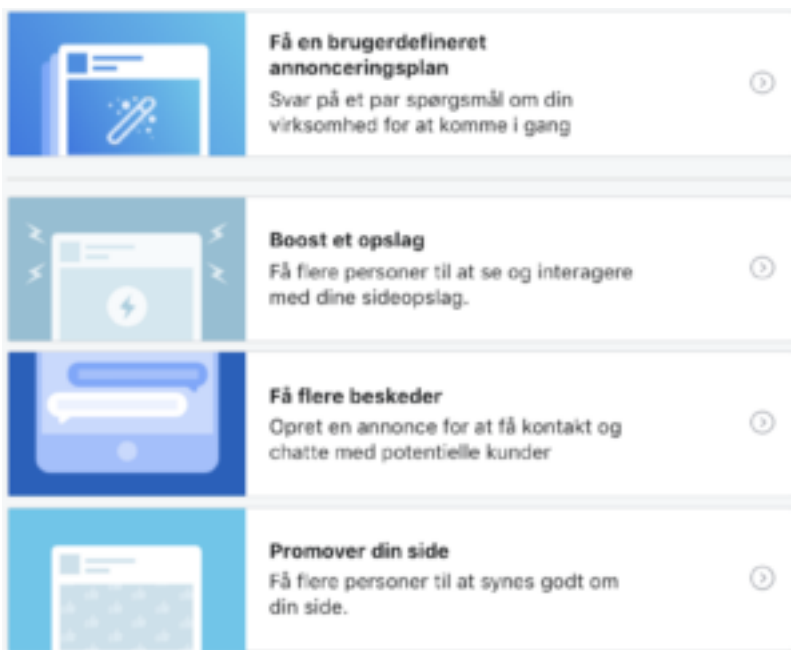 Få en brugerdefineret
annonceringsplan
Svar på et par spørgsmål om din
virksomhed for at komme i gang
Boost et opslag
Få flere personer til at se og interagere
med dine sideopslag.
Få flere beskeder
Opret en annonce for at få kontakt og
chatte med potentielle kunder
Promover din side
Få flere personer til at synes godt om
din side.